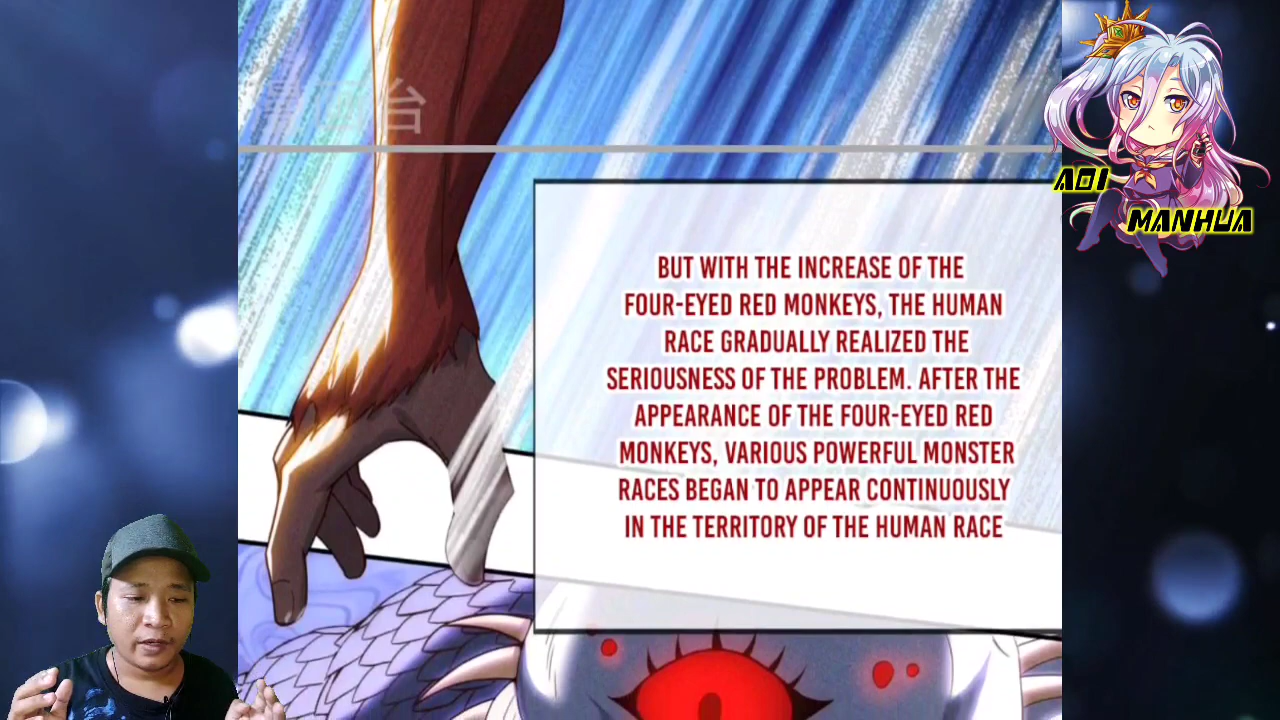 台
AOI
MANHUA
BUT WITH THE INCREASE OF THE
FOUR-EYED RED MONKEYS, THE HUMAN
RACE GRADUALLY REALIZED THE
SERIOUSNESS OF THE PROBLEM. AFTER THE
APPEARANCE OF THE FOUR-EYED RED
MONKEYS, VARIOUS POWERFUL MONSTER
RACES BEGAN TO APPEAR CONTINUOUSLY
IN THE TERRITORY OF THE HUMAN RACE